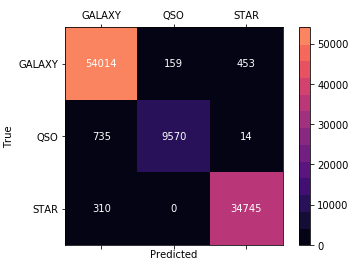 GALAXY QSO STAR
GALAXY 54014 159 453
QSO 735 9570 14
STAR 310 0 34745
True
Predicted
50000
40000
30000
20000
10000
0